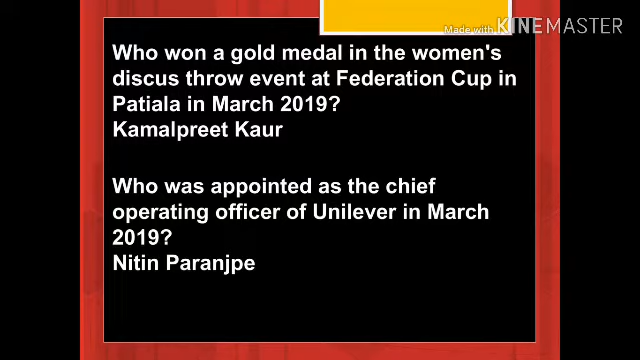 Made with KINEMASTER
Who won a gold medal in the women's
discus throw event at Federation Cup in
Patiala in March 2019?
Kamalpreet Kaur
Who was appointed as the chief
operating officer of Unilever in March
2019?
Nitin Paranjpe